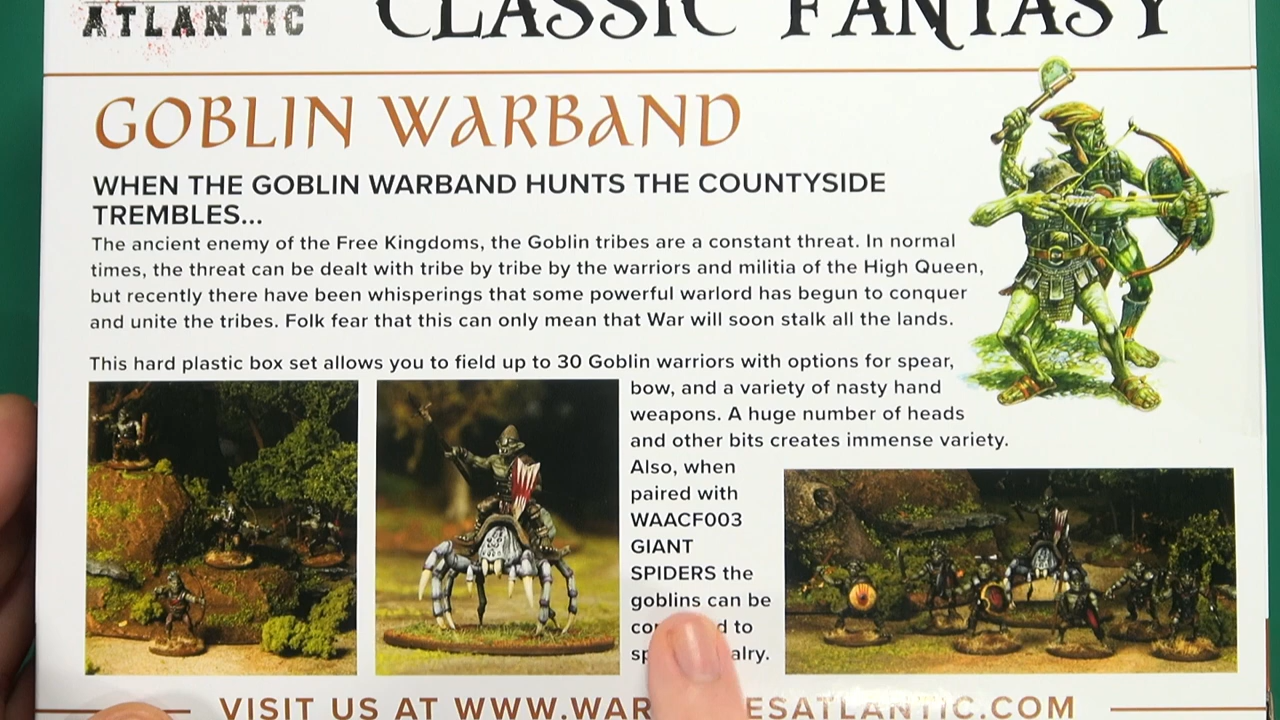 ATLANTIC
CLASSIC FANTASY
GOBLIN WARBAND
WHEN THE GOBLIN WARBAND HUNTS THE COUNTYSIDE
TREMBLES...
The ancient enemy of the Free Kingdoms, the Goblin tribes are a constant threat. In normal
times, the threat can be dealt with tribe by tribe by the warriors and militia of the High Queen,
but recently there have been whisperings that some powerful warlord has begun to conquer
and unite the tribes. Folk fear that this can only mean that War will soon stalk all the lands.
This hard plastic box set allows you to field up to 30 Goblin warriors with options for spear,
bow, and a variety of nasty hand
weapons. A huge number of heads
and other bits creates immense variety.
Also, when
paired with
WAACF003
GIANT
SPIDERS the
goblins can be
to
VISIT US AT